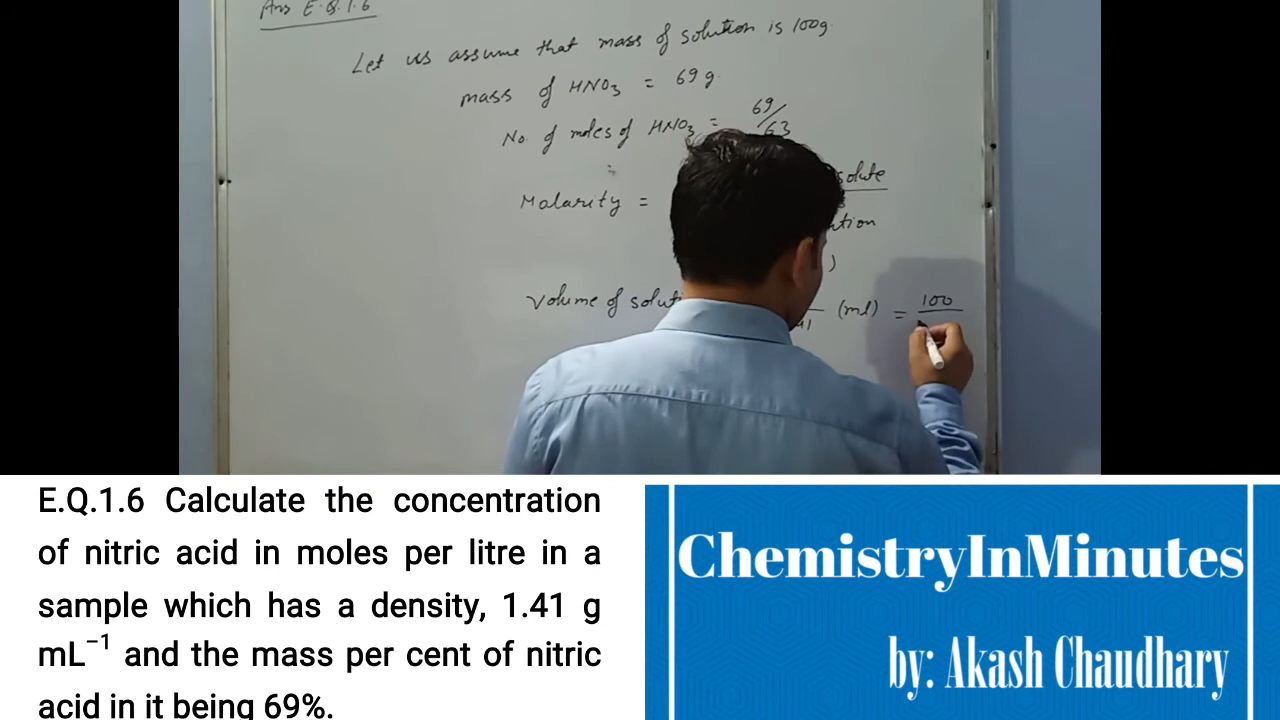 Ans E.Q.1.6
Let us assume that mass of solution is 100g.
mass of HNO3 = 69 g.
No. of moles of HNO3 = 69/63
=
Molarity = solute
)
Volume of (ml) = 100
E.Q.1.6 Calculate the concentration
of nitric acid in moles per litre in a
sample which has a density, 1.41 g
mL⁻¹ and the mass per cent of nitric
acid in it being 69%.
ChemistryInMinutes
by: Akash Chaudhary